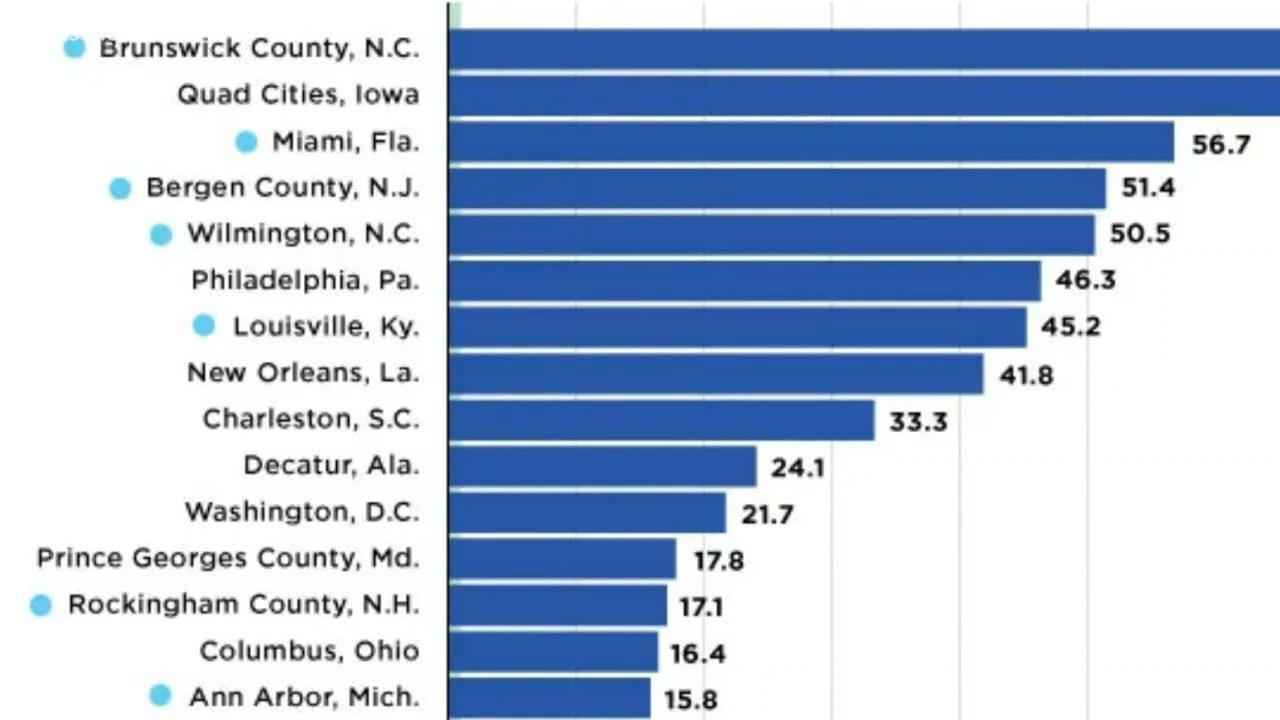 Brunswick County, N.C.
Quad Cities, Iowa
Miami, Fla. 56.7
Bergen County, N.J. 51.4
Wilmington, N.C. 50.5
Philadelphia, Pa. 46.3
Louisville, Ky. 45.2
New Orleans, La. 41.8
Charleston, S.C. 33.3
Decatur, Ala. 24.1
Washington, D.C. 21.7
Prince Georges County, Md. 17.8
Rockingham County, N.H. 17.1
Columbus, Ohio 16.4
Ann Arbor, Mich. 15.8